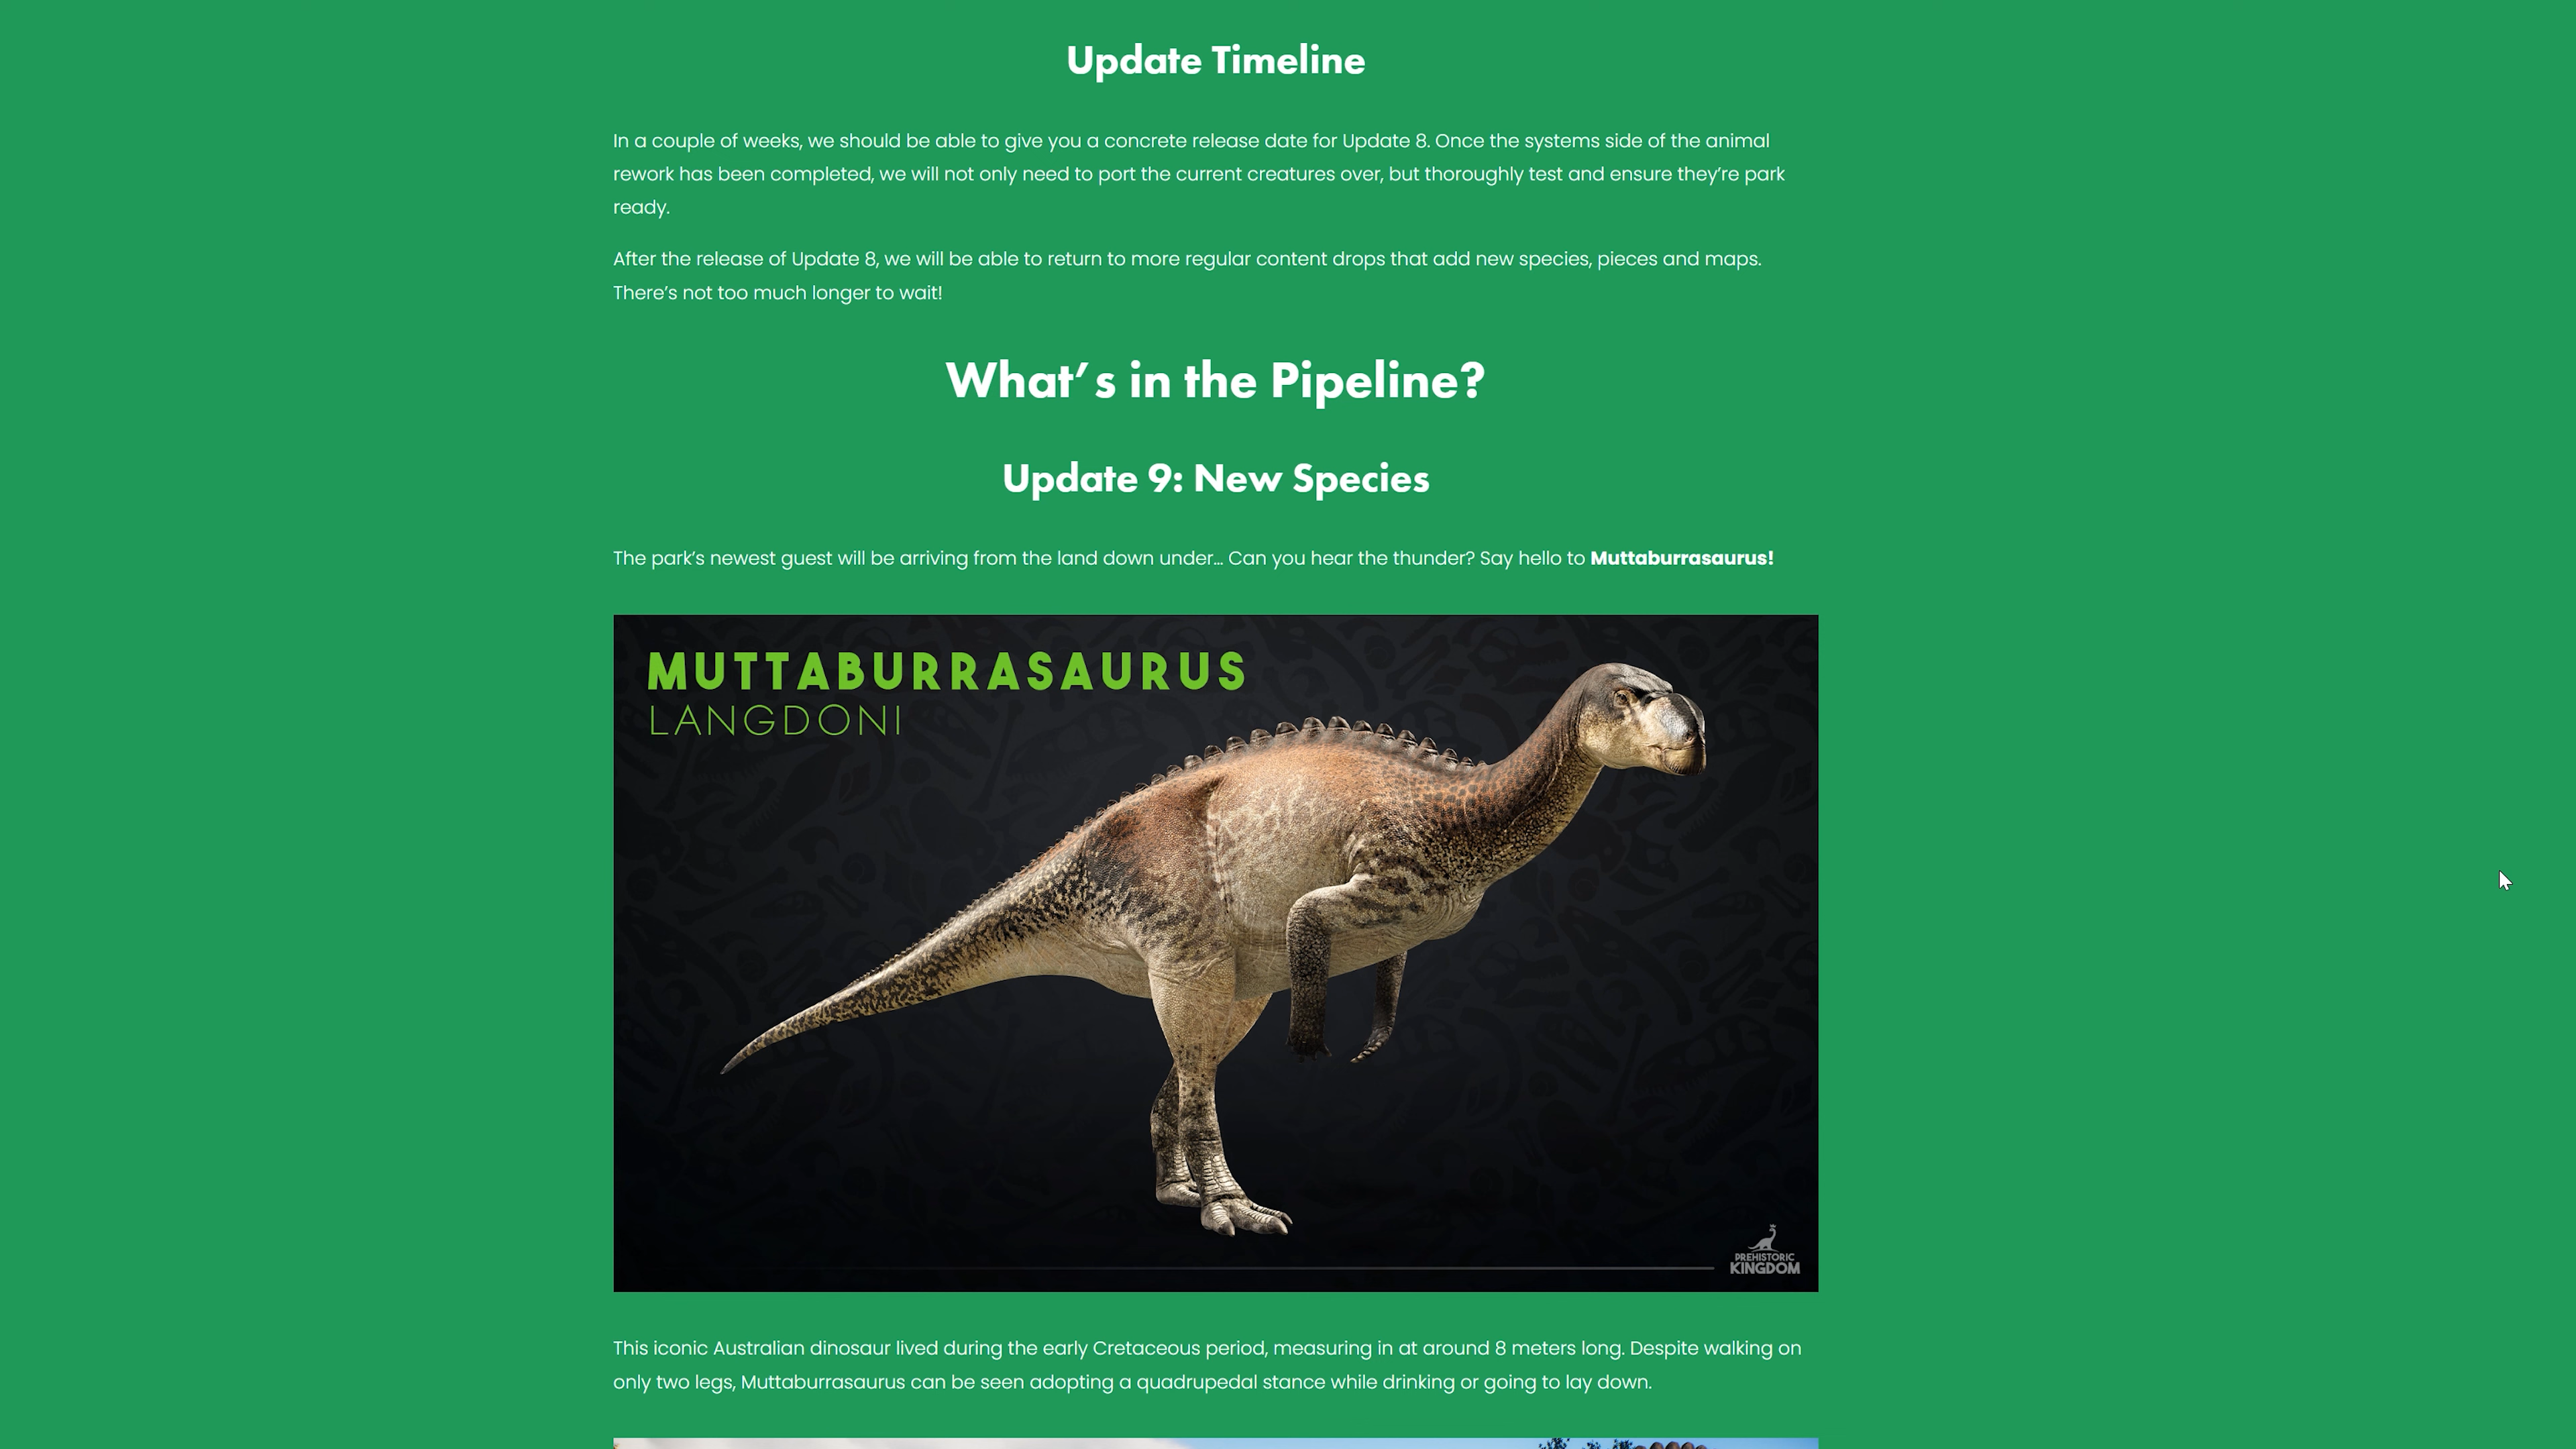 Update Timeline
In a couple of weeks, we should be able to give you a concrete release date for Update 8. Once the systems side of the animal
rework has been completed, we will not only need to port the current creatures over, but thoroughly test and ensure they’re park
ready.
After the release of Update 8, we will be able to return to more regular content drops that add new species, pieces and maps.
There’s not too much longer to wait!
What’s in the Pipeline?
Update 9: New Species
The park’s newest guest will be arriving from the land down under… Can you hear the thunder? Say hello to Muttaburrasaurus!
MUTTABURRASAURUS
LANGDONI
PREHISTORIC
KINGDOM
This iconic Australian dinosaur lived during the early Cretaceous period, measuring in at around 8 meters long. Despite walking on
only two legs, Muttaburrasaurus can be seen adopting a quadrupedal stance while drinking or going to lay down.